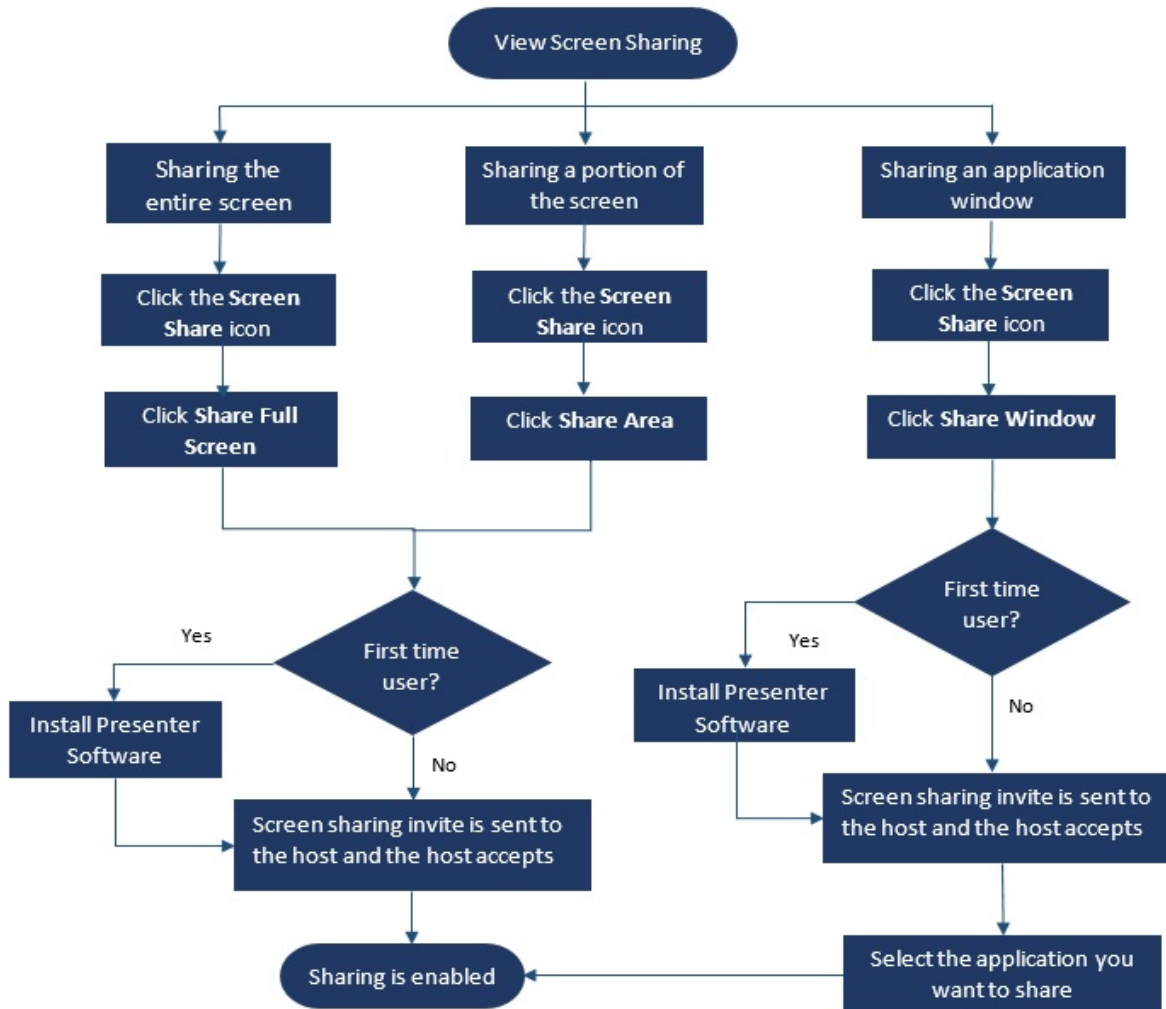 View Screen Sharing
Sharing the
entire screen
Sharing a portion of
the screen
Sharing an application
window
Click the Screen
Share icon
Click the Screen
Share icon
Click the Screen
Share icon
Click Share Full
Screen
Click Share Area
Click Share Window
First time
user?
Yes
No
Install Presenter
Software
Screen sharing invite is sent to
the host and the host accepts
First time
user?
Yes
No
Install Presenter
Software
Screen sharing invite is sent to
the host and the host accepts
Select the application you
want to share
Sharing is enabled